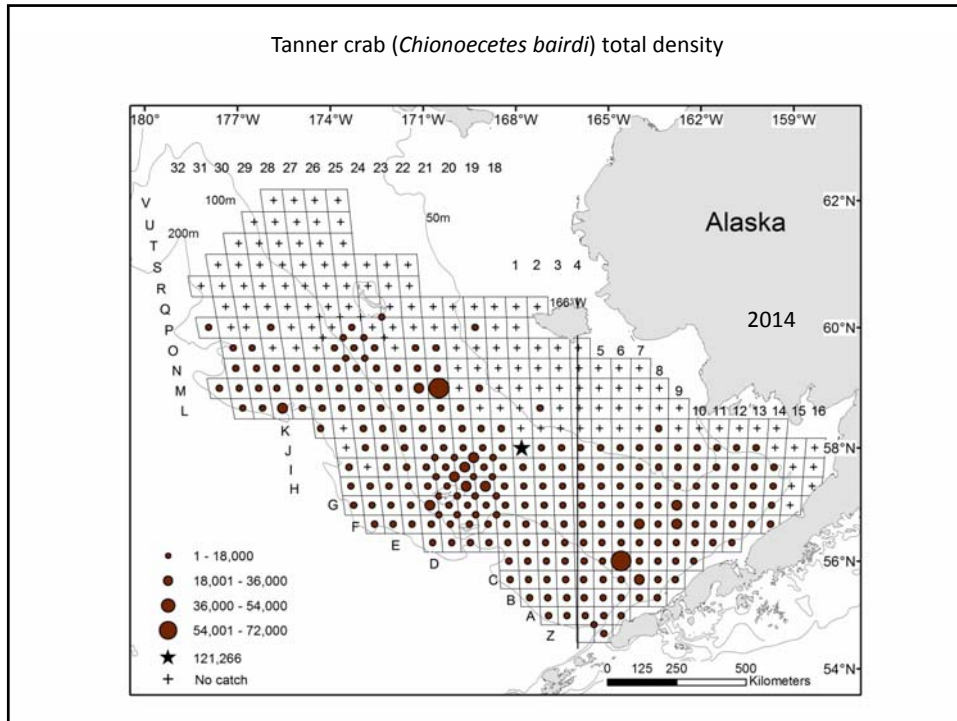 Tanner crab (Chionoecetes bairdi) total density
180° 177°W 174°W 171°W 168°W 165°W 162°W 159°W
32 31 30 29 28 27 26 25 24 23 22 21 20 19 18
V 100m 62°W
U 50m Alaska
T 200m
S 1 2 3 4
R
Q 166°W
P 2014 60°N
O 5 6 7
N 8
M 9
L 10 11 12 13 14 15 16
K
J 58°N
I
H
G
F
E
D 56°N
C
B
A
Z
1 - 18,000
18,001 - 36,000
36,000 - 54,000
54,001 - 72,000
121,266
No catch
0 125 250 500
Kilometers
54°N